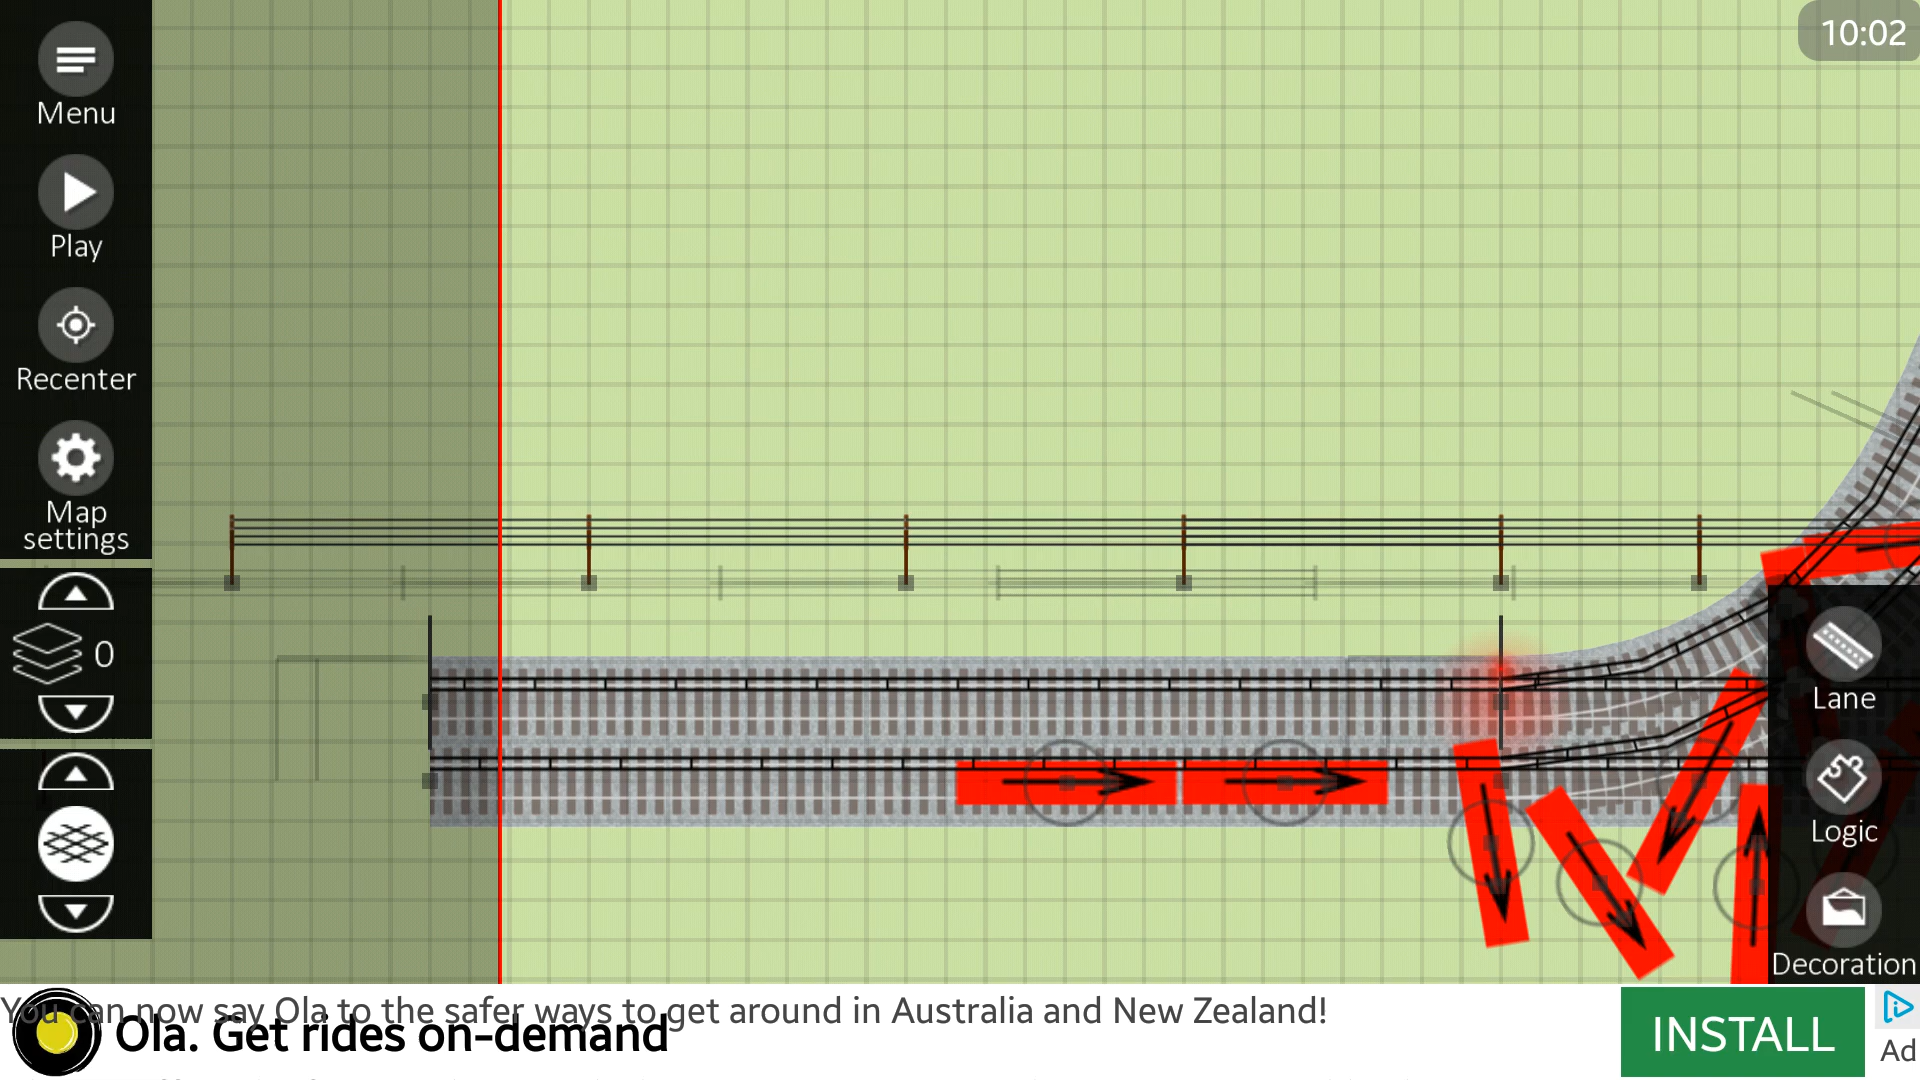 10:02
Menu
Play
Recenter
Map
settings
0
Lane
Logic
Decoration
You can now say Ola to the safer ways to get around in Australia and New Zealand!
Ola. Get rides on-demand
INSTALL
Ad